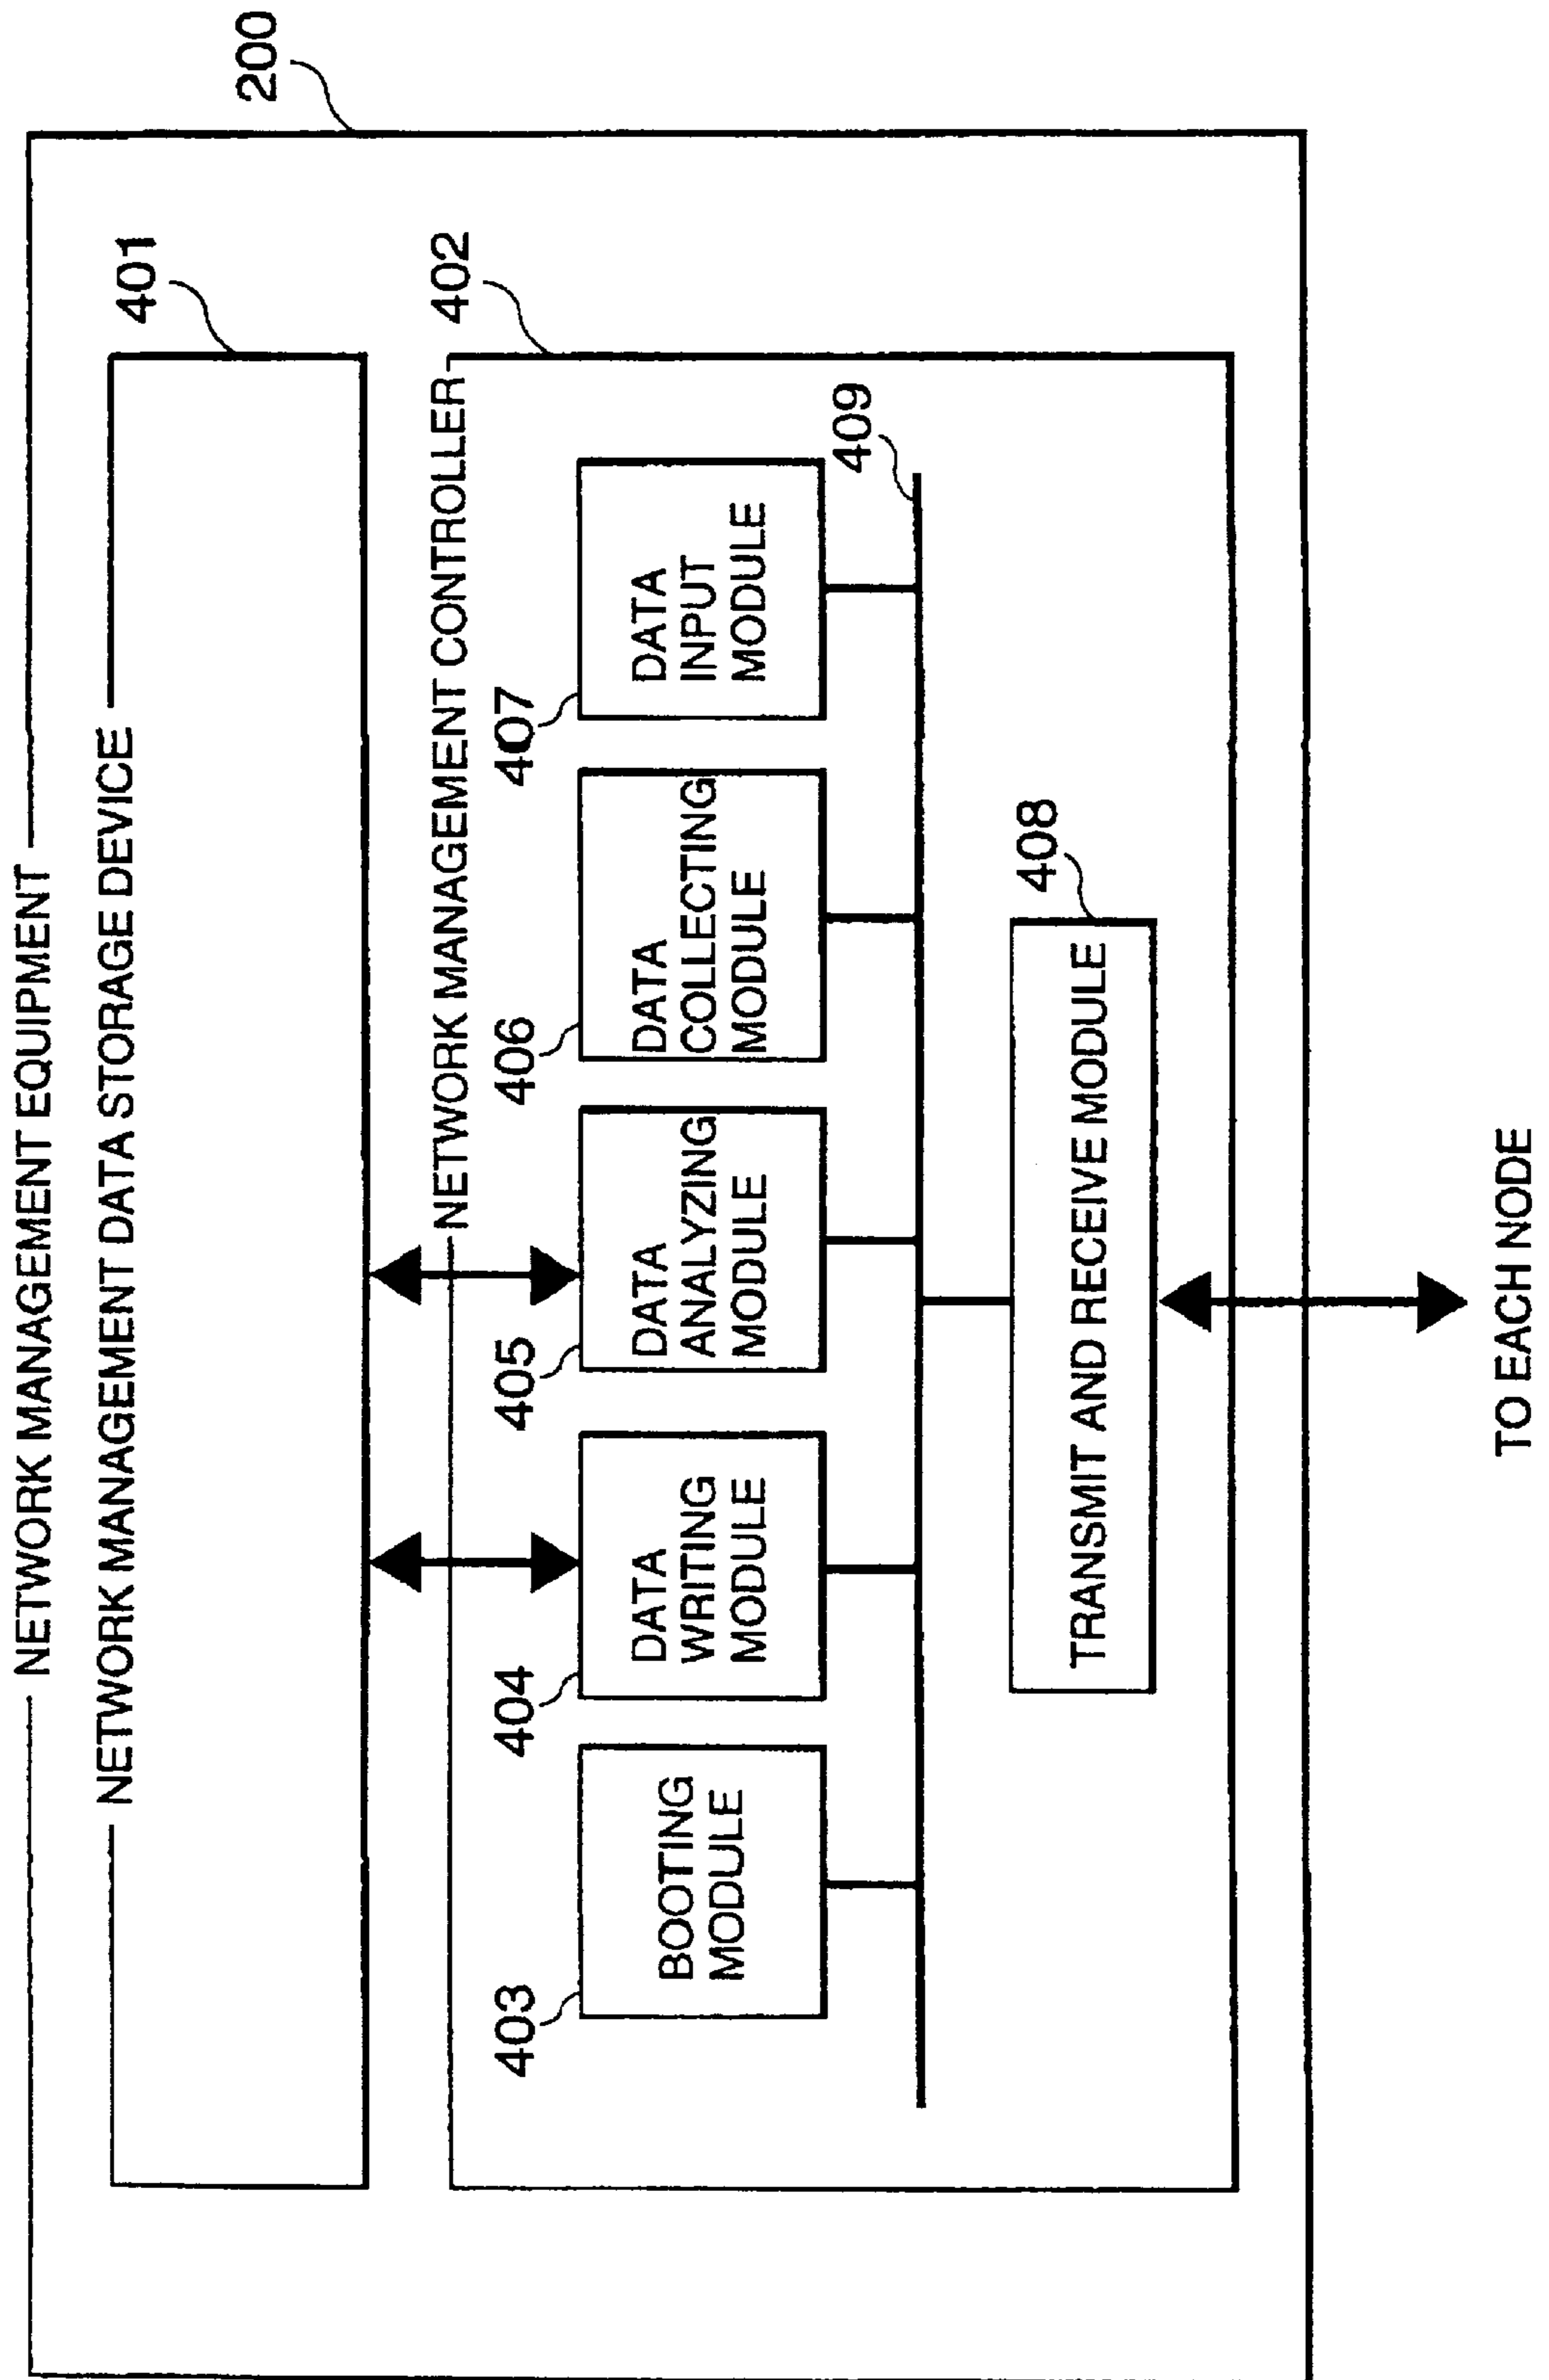 200
NETWORK MANAGEMENT EQUIPMENT
401
NETWORK MANAGEMENT DATA STORAGE DEVICE
402
NETWORK MANAGEMENT CONTROLLER
403
BOOTING
MODULE
404
DATA
WRITING
MODULE
405
DATA
ANALYZING
MODULE
406
DATA
COLLECTING
MODULE
407
DATA
INPUT
MODULE
409
408
TRANSMIT AND RECEIVE MODULE
TO EACH NODE